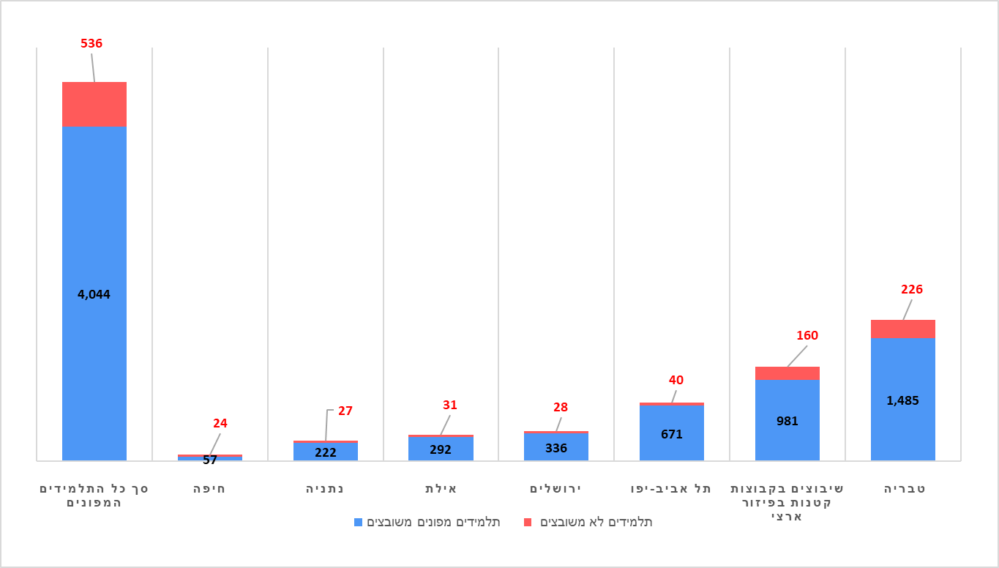 536
4,044
24
57
27
222
31
292
28
336
40
671
160
981
226
1,485
סך כל התלמידים
המפונים
חיפה
נתניה
אילת
ירושלים
תל אביב-יפו
שיבוצים בקבוצות
קטנות בפיזור
ארצי
טבריה
תלמידים מפונים משובצים
תלמידים לא משובצים